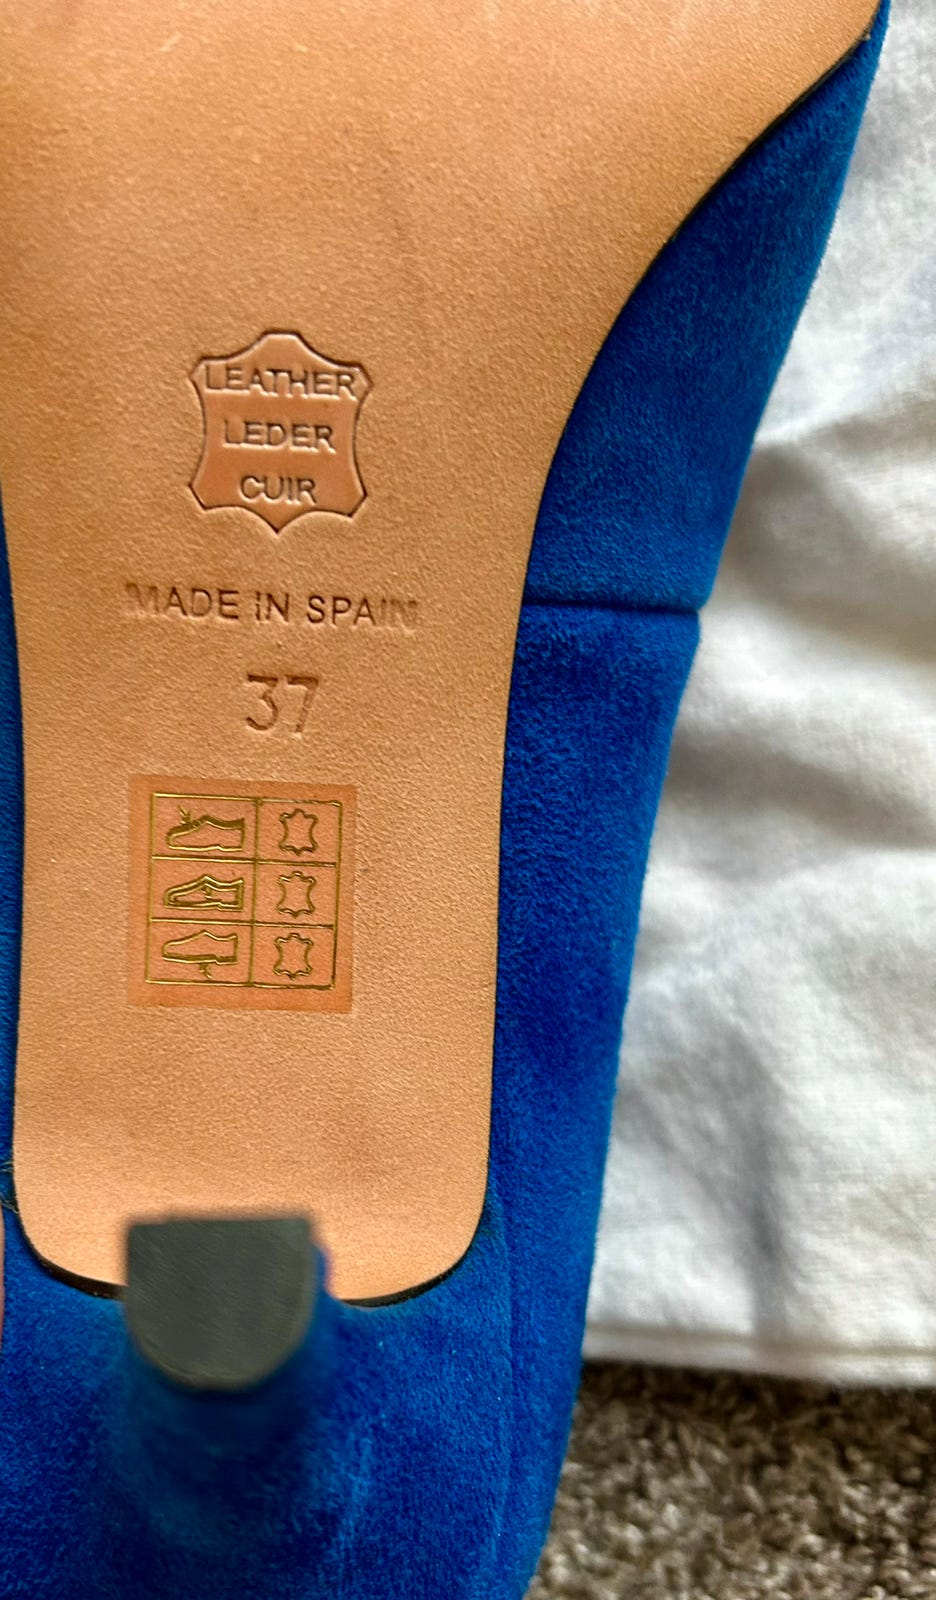 LEATHER
LEDER
CUIR
MADE IN SPAIN
37